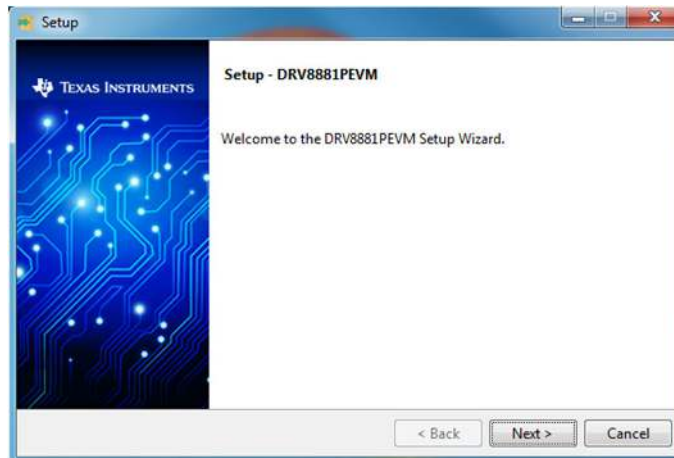 Setup
TEXAS INSTRUMENTS
Setup - DRV8881PEVM
Welcome to the DRV8881PEVM Setup Wizard.
< Back
Next >
Cancel